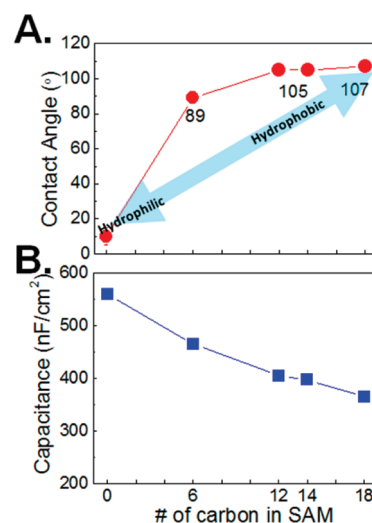 A.
120
100
80
60
40
20
0
Contact Angle (°)
89
105
107
Hydrophobic
Hydrophilic
B.
600
500
400
300
200
Capacitance (nF/cm²)
0 6 12 14 18
# of carbon in SAM